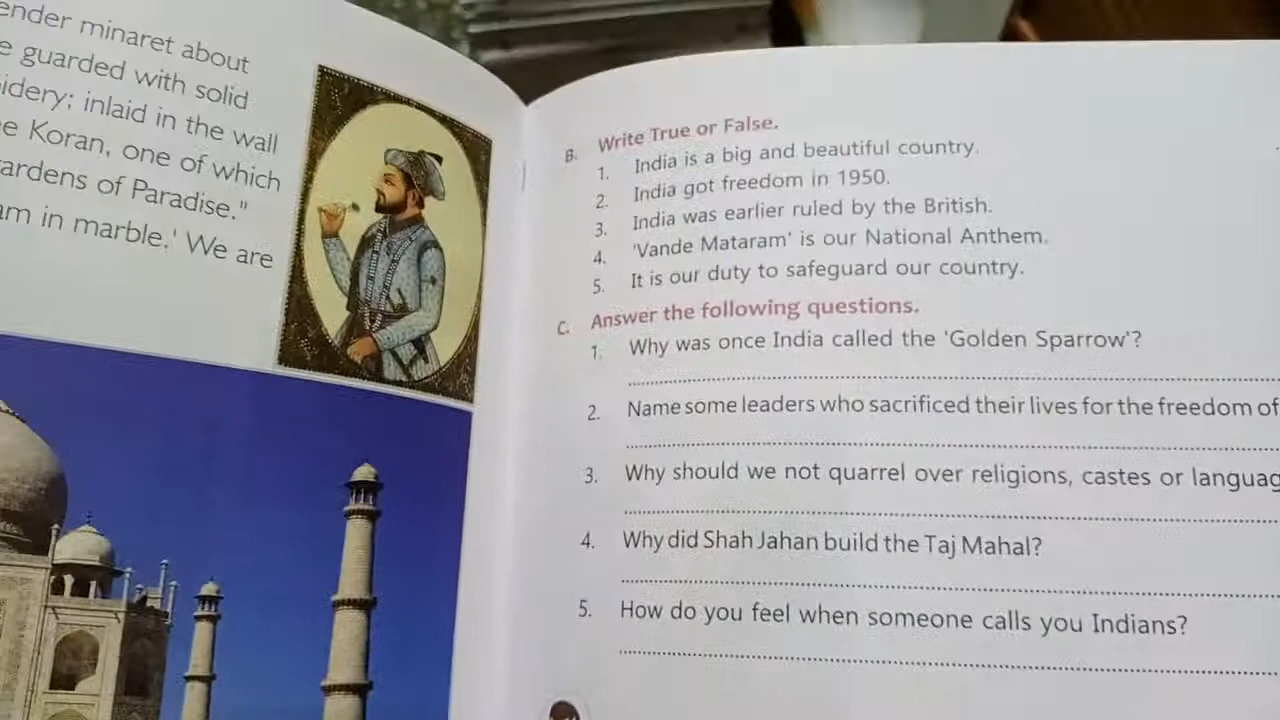 ender minaret about
e guarded with solid
idery; inlaid in the wall
e Koran, one of which
ardens of Paradise."
am in marble.' We are
B. Write True or False.
1. India is a big and beautiful country.
2. India got freedom in 1950.
3. India was earlier ruled by the British.
4. 'Vande Mataram' is our National Anthem.
5. It is our duty to safeguard our country.
C. Answer the following questions.
1. Why was once India called the 'Golden Sparrow'?
2. Name some leaders who sacrificed their lives for the freedom of
3. Why should we not quarrel over religions, castes or languag
4. Why did Shah Jahan build the Taj Mahal?
5. How do you feel when someone calls you Indians?